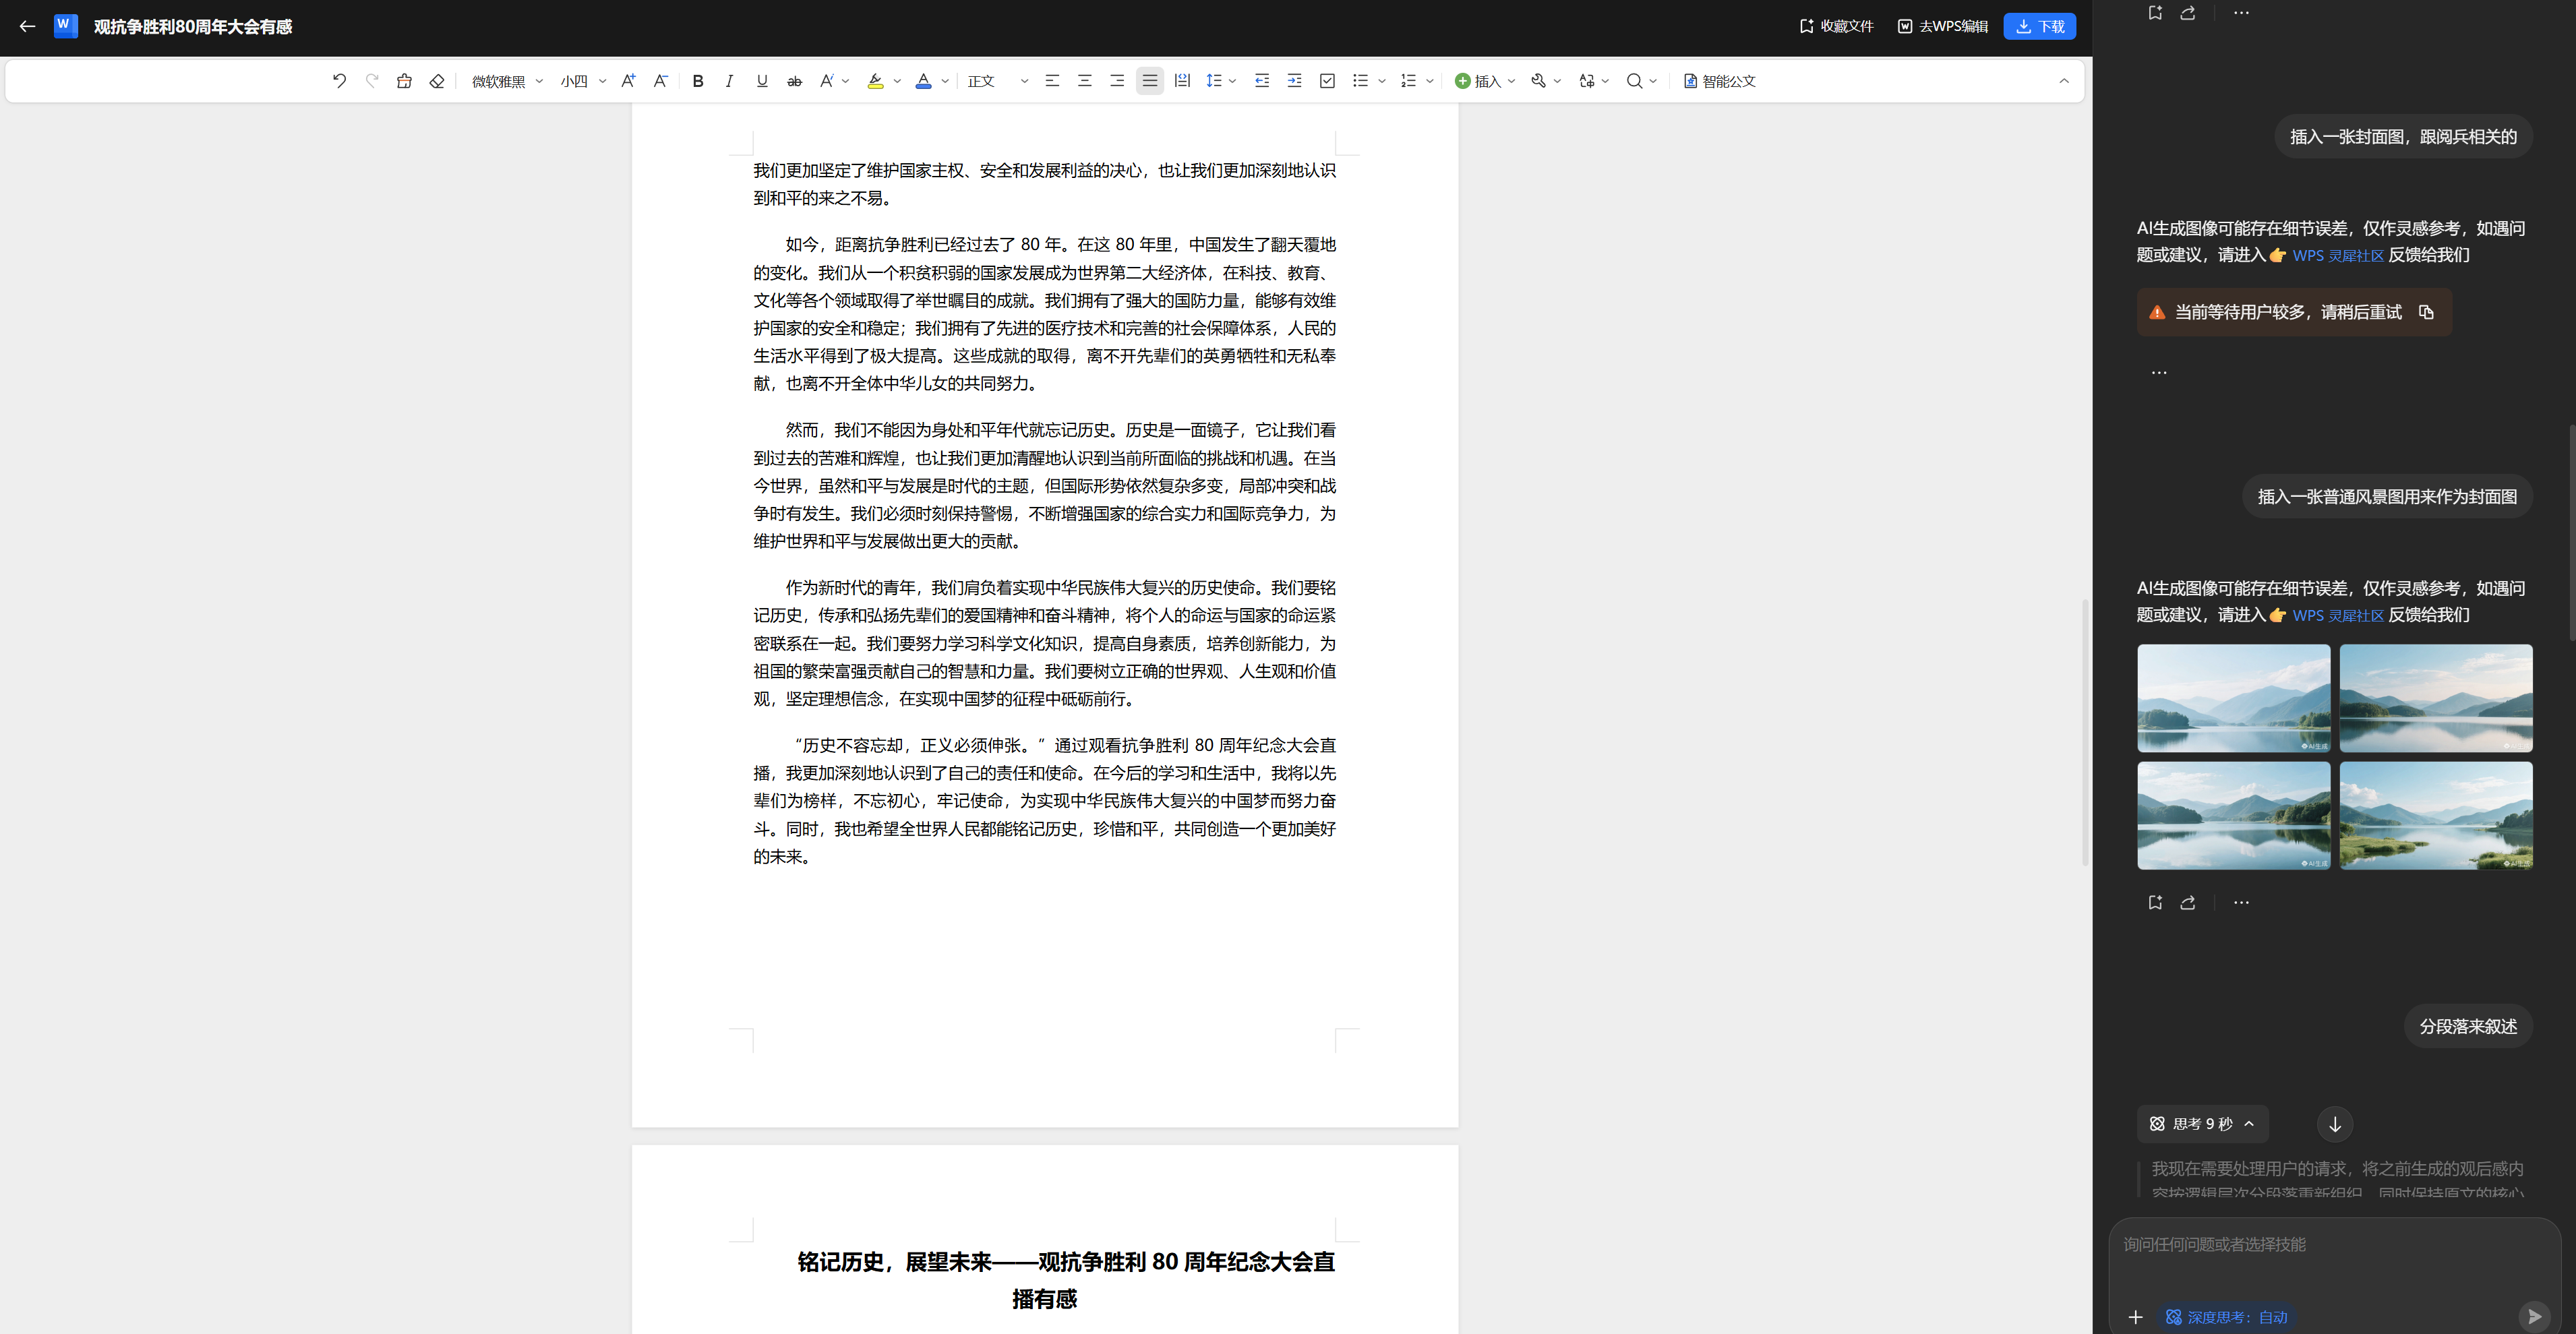 观抗争胜利80周年大会有感
收藏文件
去WPS编辑
下载
微软雅黑
小四
正文
插入
智能公文
我们更加坚定了维护国家主权、安全和发展利益的决心，也让我们更加深刻地认识
到和平的来之不易。
如今，距离抗争胜利已经过去了 80 年。在这 80 年里，中国发生了翻天覆地
的变化。我们从一个积贫积弱的国家发展成为世界第二大经济体，在科技、教育、
文化等各个领域取得了举世瞩目的成就。我们拥有了强大的国防力量，能够有效维
护国家的安全和稳定；我们拥有了先进的医疗技术和完善的社会保障体系，人民的
生活水平得到了极大提高。这些成就的取得，离不开先辈们的英勇牺牲和无私奉
献，也离不开全体中华儿女的共同努力。
然而，我们不能因为身处和平年代就忘记历史。历史是一面镜子，它让我们看
到过去的苦难和辉煌，也让我们更加清醒地认识到当前所面临的挑战和机遇。在当
今世界，虽然和平与发展是时代的主题，但国际形势依然复杂多变，局部冲突和战
争时有发生。我们必须时刻保持警惕，不断增强国家的综合实力和国际竞争力，为
维护世界和平与发展做出更大的贡献。
作为新时代的青年，我们肩负着实现中华民族伟大复兴的历史使命。我们要铭
记历史，传承和弘扬先辈们的爱国精神和奋斗精神，将个人的命运与国家的命运紧
密联系在一起。我们要努力学习科学文化知识，提高自身素质，培养创新能力，为
祖国的繁荣富强贡献自己的智慧和力量。我们要树立正确的世界观、人生观和价值
观，坚定理想信念，在实现中国梦的征程中砥砺前行。
“历史不容忘却，正义必须伸张。”通过观看抗争胜利 80 周年纪念大会直
播，我更加深刻地认识到了自己的责任和使命。在今后的学习和生活中，我将以先
辈们为榜样，不忘初心，牢记使命，为实现中华民族伟大复兴的中国梦而努力奋
斗。同时，我也希望全世界人民都能铭记历史，珍惜和平，共同创造一个更加美好
的未来。
铭记历史，展望未来——观抗争胜利 80 周年纪念大会直
播有感
插入一张封面图，跟阅兵相关的
AI生成图像可能存在细节误差，仅作灵感参考，如遇问
题或建议，请进入👉 WPS 灵犀社区 反馈给我们
当前等待用户较多，请稍后重试
插入一张普通风景图用来作为封面图
AI生成图像可能存在细节误差，仅作灵感参考，如遇问
题或建议，请进入👉 WPS 灵犀社区 反馈给我们
AI生成
AI生成
AI生成
AI生成
分段落来叙述
思考 9 秒
我现在需要处理用户的请求，将之前生成的观后感内
容按逻辑层次分段落重新组织，同时保持原文的核心
询问任何问题或者选择技能
深度思考：自动